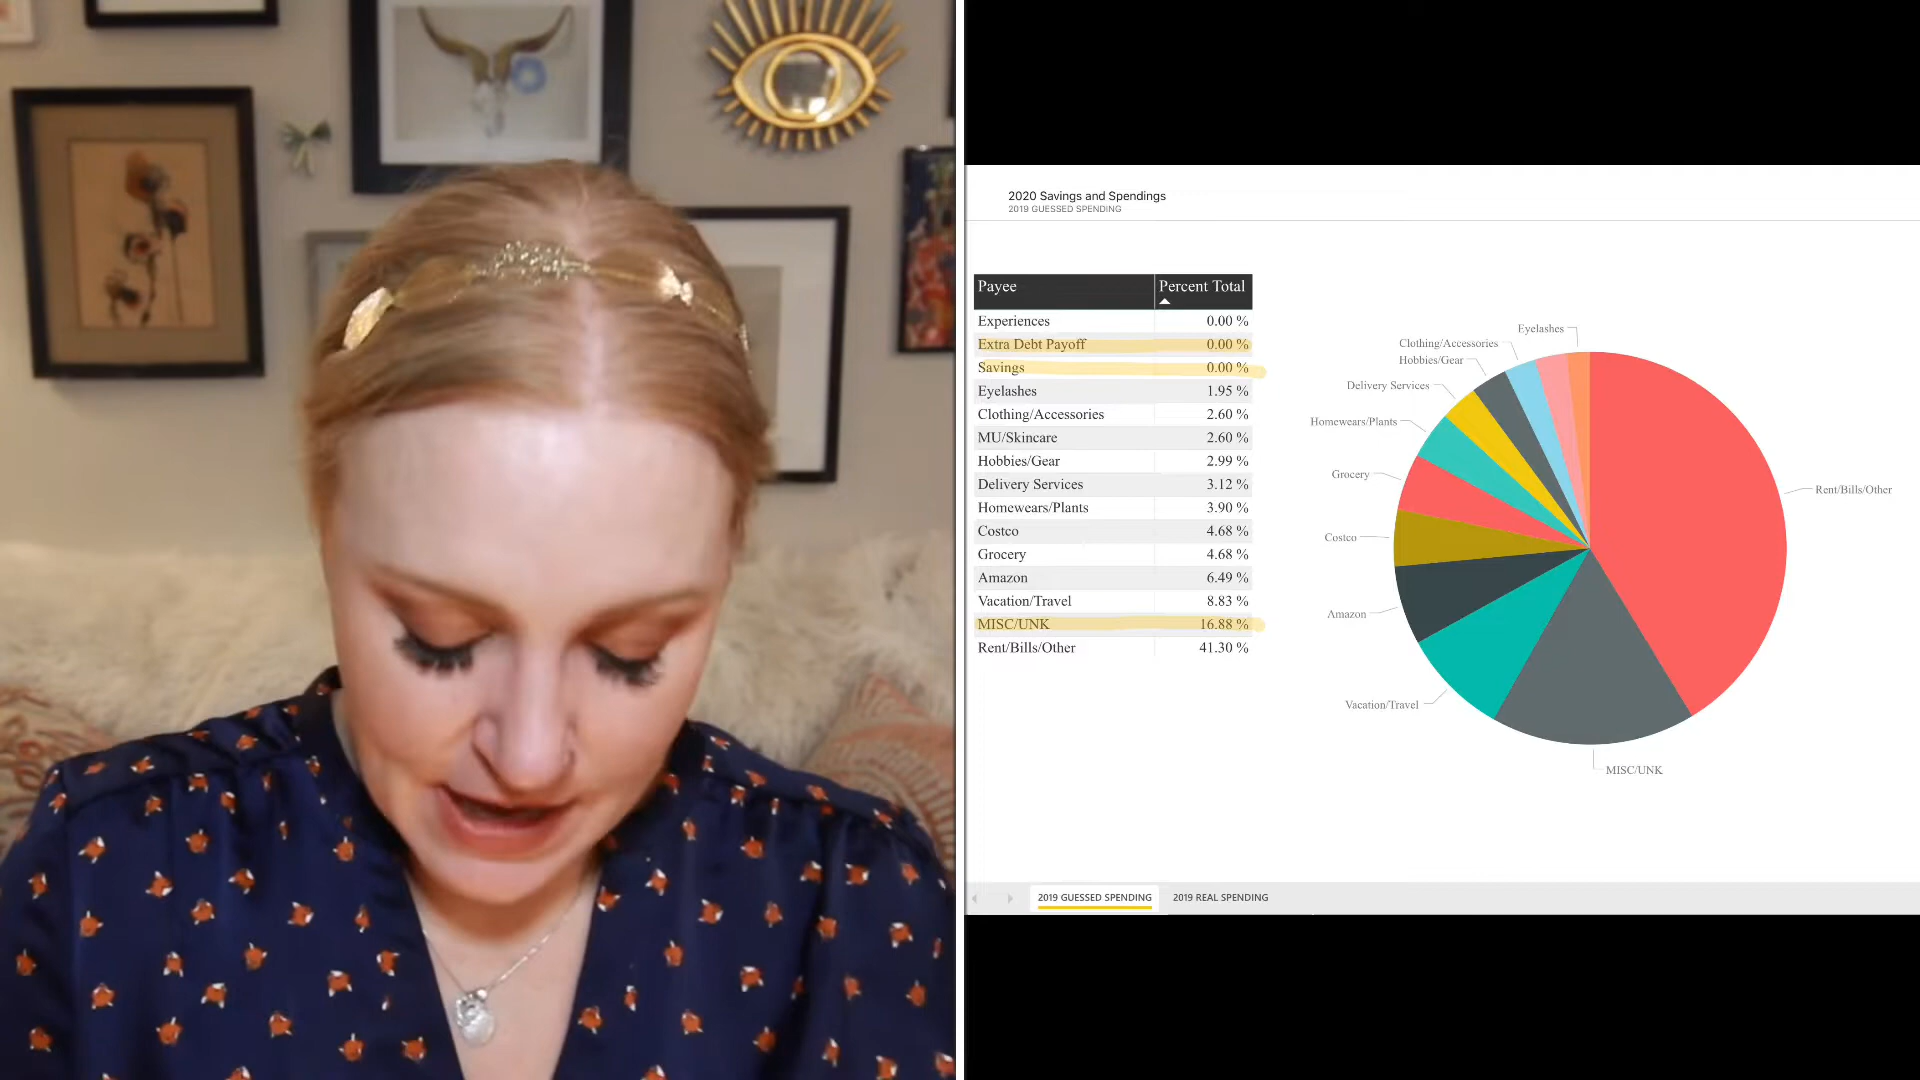 2020 Savings and Spendings
2019 GUESSED SPENDING
Payee Percent Total
Experiences 0.00 %
Extra Debt Payoff 0.00 %
Savings 0.00 %
Eyelashes 1.95 %
Clothing/Accessories 2.60 %
MU/Skincare 2.60 %
Hobbies/Gear 2.99 %
Delivery Services 3.12 %
Homewears/Plants 3.90 %
Costco 4.68 %
Grocery 4.68 %
Amazon 6.49 %
Vacation/Travel 8.83 %
MISC/UNK 16.88 %
Rent/Bills/Other 41.30 %
Eyelashes
Clothing/Accessories
Hobbies/Gear
Delivery Services
Homewears/Plants
Grocery
Costco
Amazon
Vacation/Travel
MISC/UNK
Rent/Bills/Other
2019 GUESSED SPENDING 2019 REAL SPENDING